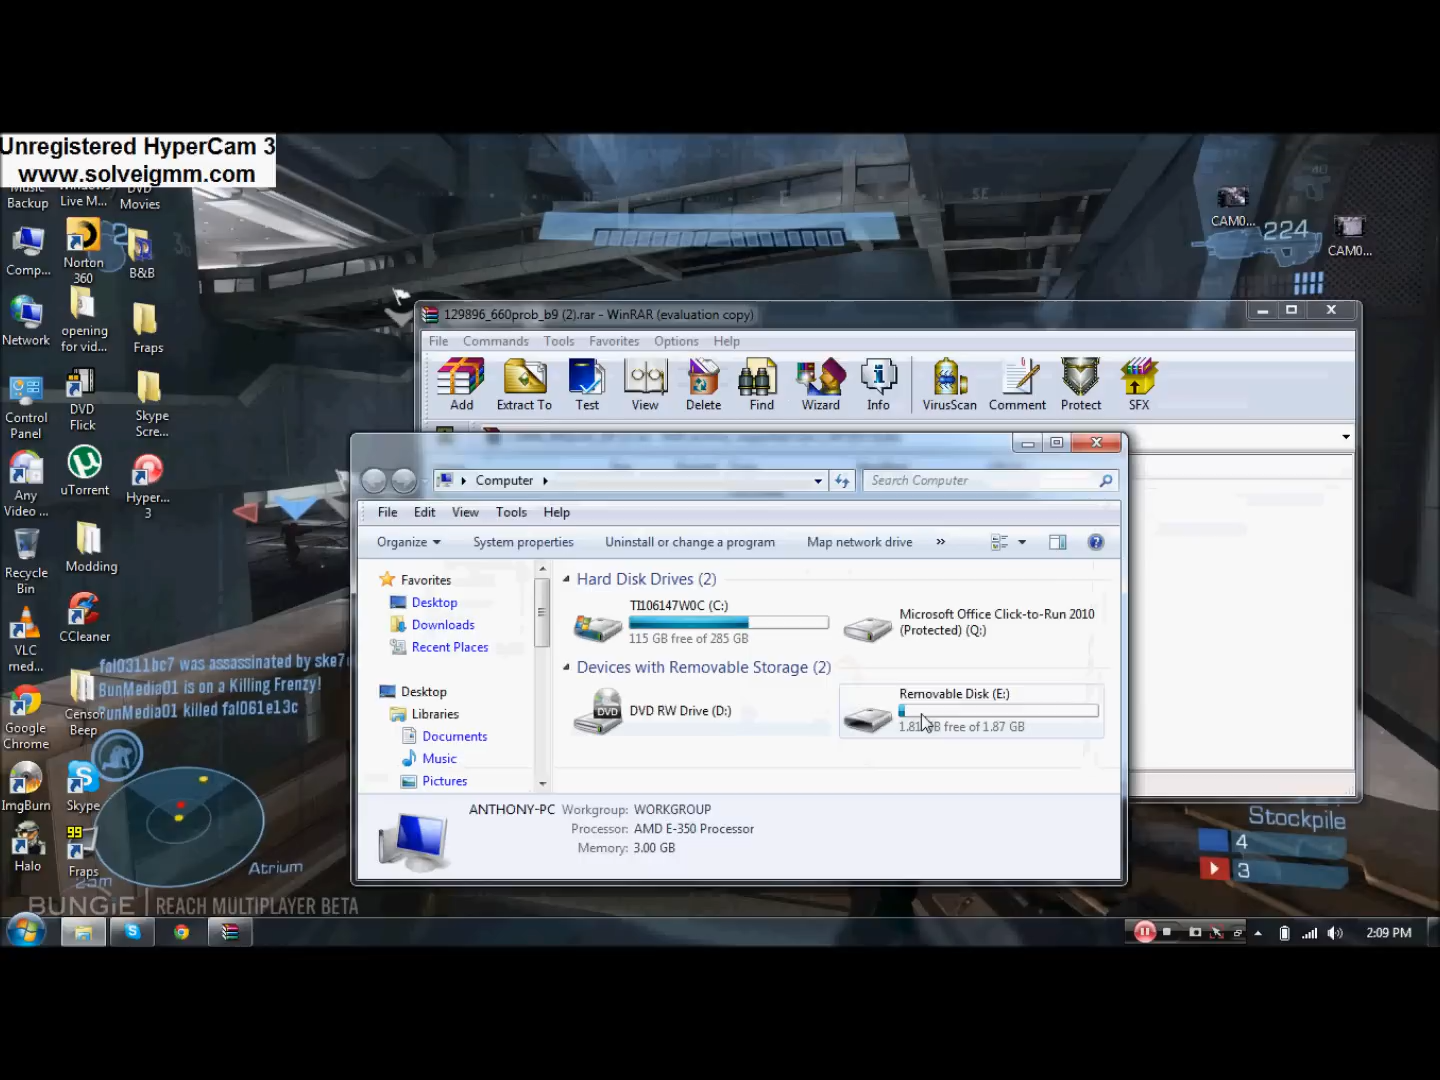 Unregistered HyperCam 3
www.solveigmm.com
Music
Backup
Windows
Live M...
DVD
Movies
Comp...
Norton
360
B&B
Network
opening
for vid...
Fraps
Control
Panel
DVD
Flick
Skype
Scre...
Any
Video ...
uTorrent
Hyper...
3
Recycle
Bin
Modding
VLC
med...
CCleaner
Google
Chrome
Censor
Beep
ImgBurn
Skype
Halo
99
Fraps
CAM0...
CAM0...
SE
224
129896_660prob_b9 (2).rar - WinRAR (evaluation copy)
File Commands Tools Favorites Options Help
Add Extract To Test View Delete Find Wizard Info VirusScan Comment Protect SFX
Computer
Search Computer
File Edit View Tools Help
Organize System properties Uninstall or change a program Map network drive »
Favorites
Desktop
Downloads
Recent Places
Desktop
Libraries
Documents
Music
Pictures
Hard Disk Drives (2)
TI106147W0C (C:)
115 GB free of 285 GB
Microsoft Office Click-to-Run 2010
(Protected) (Q:)
Devices with Removable Storage (2)
DVD
DVD RW Drive (D:)
Removable Disk (E:)
free of 1.87 GB
ANTHONY-PC
Workgroup: WORKGROUP
Processor: AMD E-350 Processor
Memory: 3.00 GB
fal0311bc7 was assassinated by
BunMedia01 is on a Killing Frenzy!
BunMedia01 killed fal061e13c
Atrium
25m
Stockpile
4
3
BUNGIE | REACH MULTIPLAYER BETA
2:09 PM